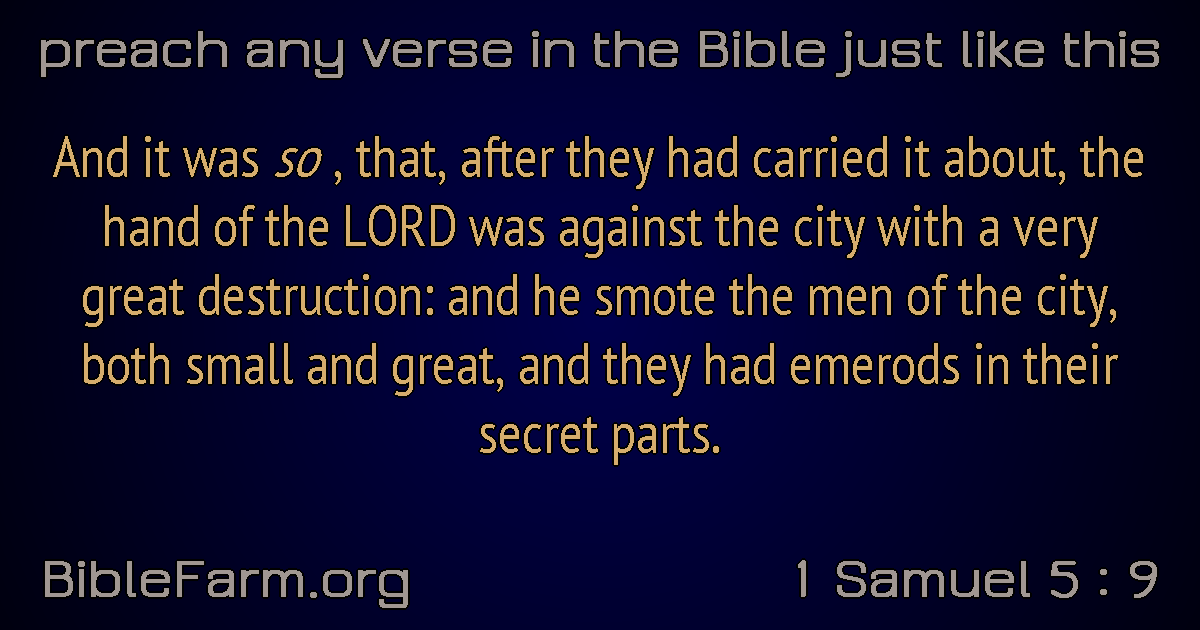 preach any verse in the Bible just like this
And it was so , that, after they had carried it about, the
hand of the LORD was against the city with a very
great destruction: and he smote the men of the city,
both small and great, and they had emerods in their
secret parts.
BibleFarm.org
1 Samuel 5 : 9